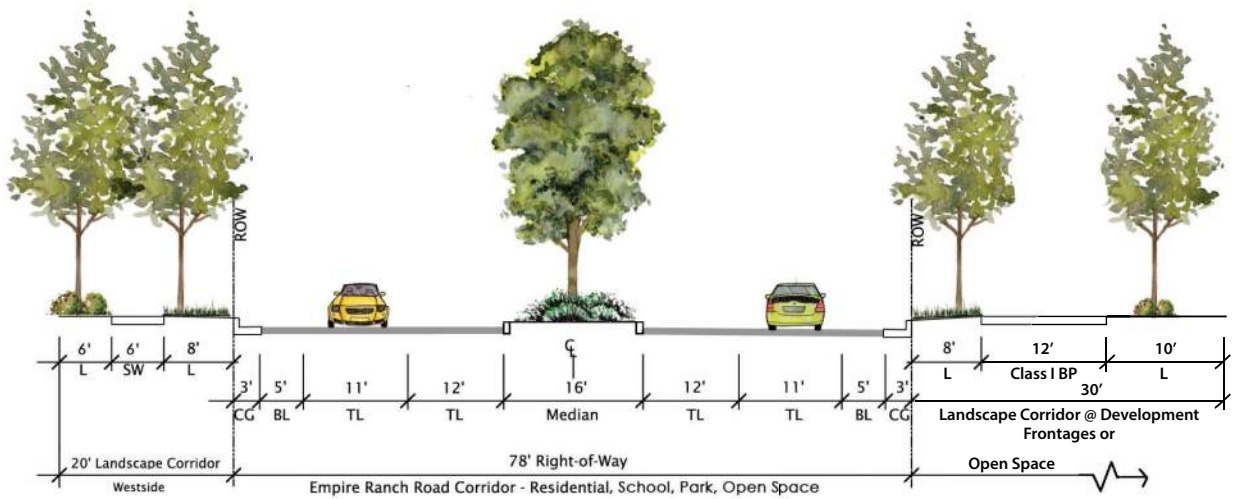 ROW
ROW
6' 6' 8'
L SW L
8' 12' 10'
L Class I BP L
3' 5' 11' 12' 16' 12' 11' 5' 3'
CG BL TL TL Median TL TL BL CG
30'
Landscape Corridor @ Development
Frontages or
Open Space
20' Landscape Corridor
Westside
78' Right-of-Way
Empire Ranch Road Corridor - Residential, School, Park, Open Space